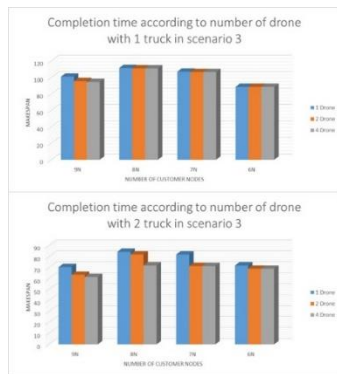 Completion time according to number of drone
with 1 truck in scenario 3
120
100
80
60
40
20
0
MAKESPAN
9N
8N
7N
6N
NUMBER OF CUSTOMER NODES
1 Drone
2 Drone
4 Drone
Completion time according to number of drone
with 2 truck in scenario 3
90
80
70
60
50
40
30
20
10
0
MAKESPAN
9N
8N
7N
6N
NUMBER OF CUSTOMER NODES
1 Drone
2 Drone
4 Drone